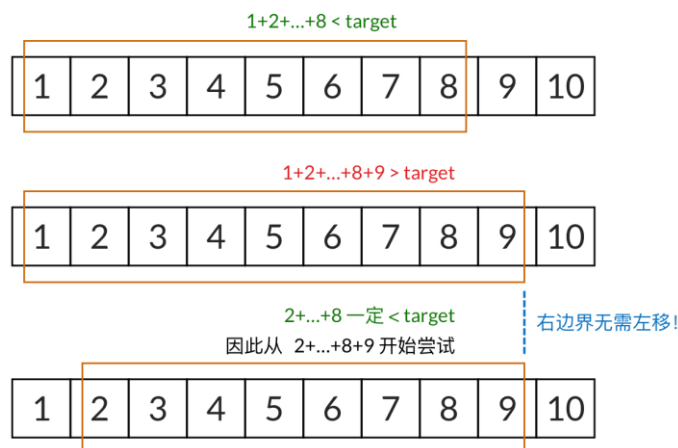 1+2+...+8 < target
1 2 3 4 5 6 7 8 9 10
1+2+...+8+9 > target
1 2 3 4 5 6 7 8 9 10
2+...+8 一定 < target
因此从 2+...+8+9 开始尝试
右边界无需左移!
1 2 3 4 5 6 7 8 9 10